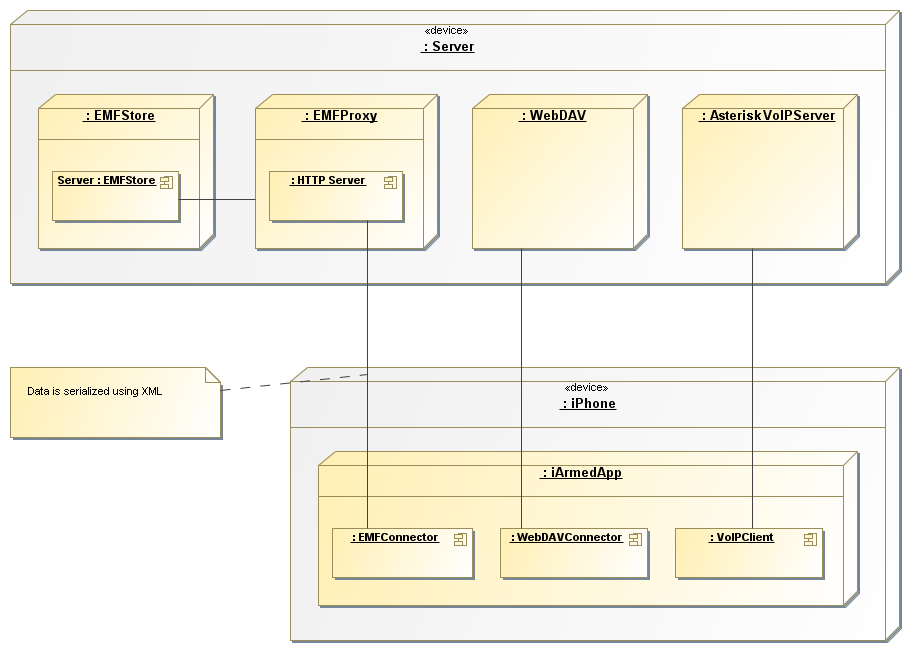 «device»
: Server
: EMFStore
: EMFProxy
: WebDAV
: AsteriskVoIPServer
Server : EMFStore
: HTTP Server
Data is serialized using XML
«device»
: iPhone
: iArmedApp
: EMFConnector
: WebDAVConnector
: VoIPClient